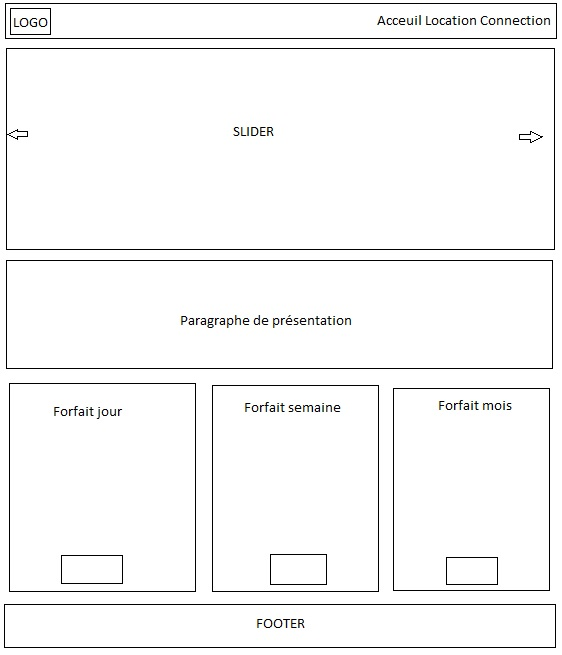 LOGO
Acceuil Location Connection
SLIDER
Paragraphe de présentation
Forfait jour
Forfait semaine
Forfait mois
FOOTER